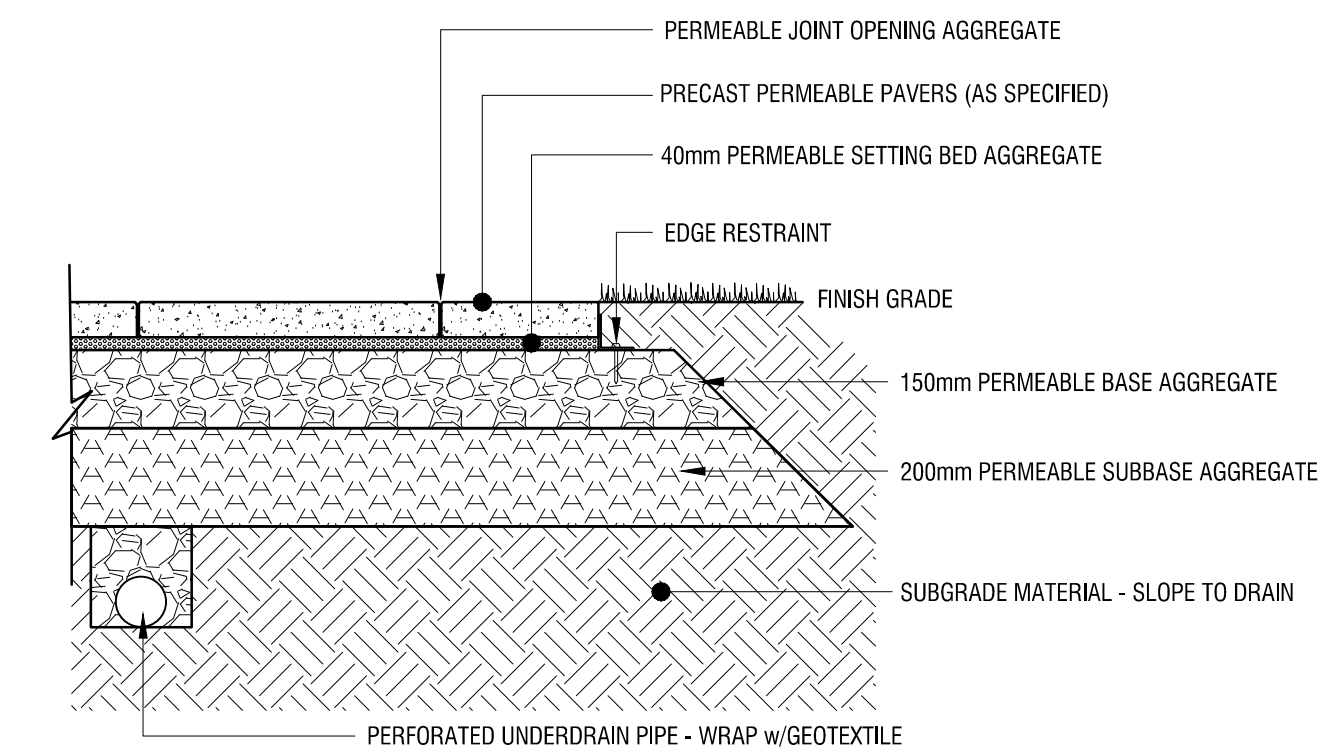 PERMEABLE JOINT OPENING AGGREGATE
PRECAST PERMEABLE PAVERS (AS SPECIFIED)
40mm PERMEABLE SETTING BED AGGREGATE
EDGE RESTRAINT
FINISH GRADE
150mm PERMEABLE BASE AGGREGATE
200mm PERMEABLE SUBBASE AGGREGATE
SUBGRADE MATERIAL - SLOPE TO DRAIN
PERFORATED UNDERDRAIN PIPE - WRAP w/GEOTEXTILE